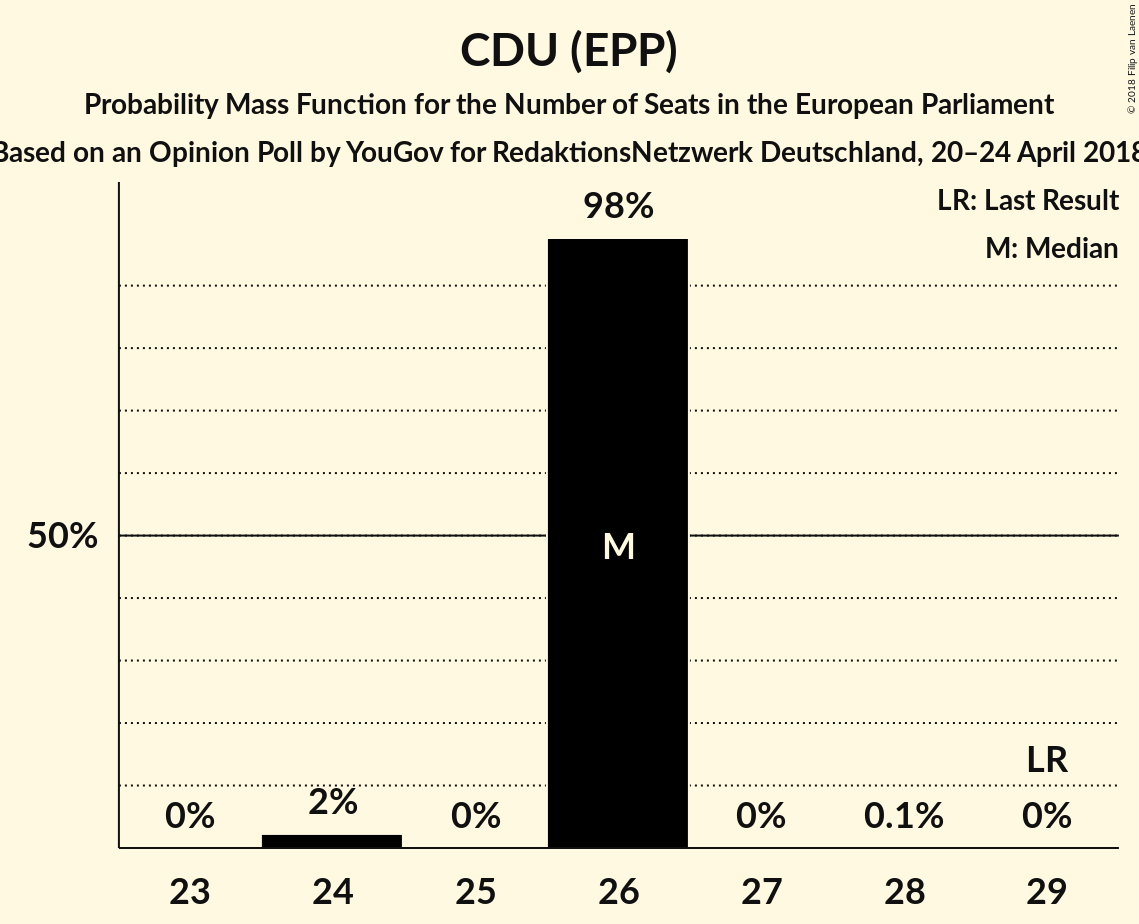 CDU (EPP)
Probability Mass Function for the Number of Seats in the European Parliament
Based on an Opinion Poll by YouGov for RedaktionsNetzwerk Deutschland, 20–24 April 2018
© 2018 Filip van Laenen
LR: Last Result
M: Median
98%
50%
M
LR
0%
2%
0%
0%
0.1%
0%
23
24
25
26
27
28
29